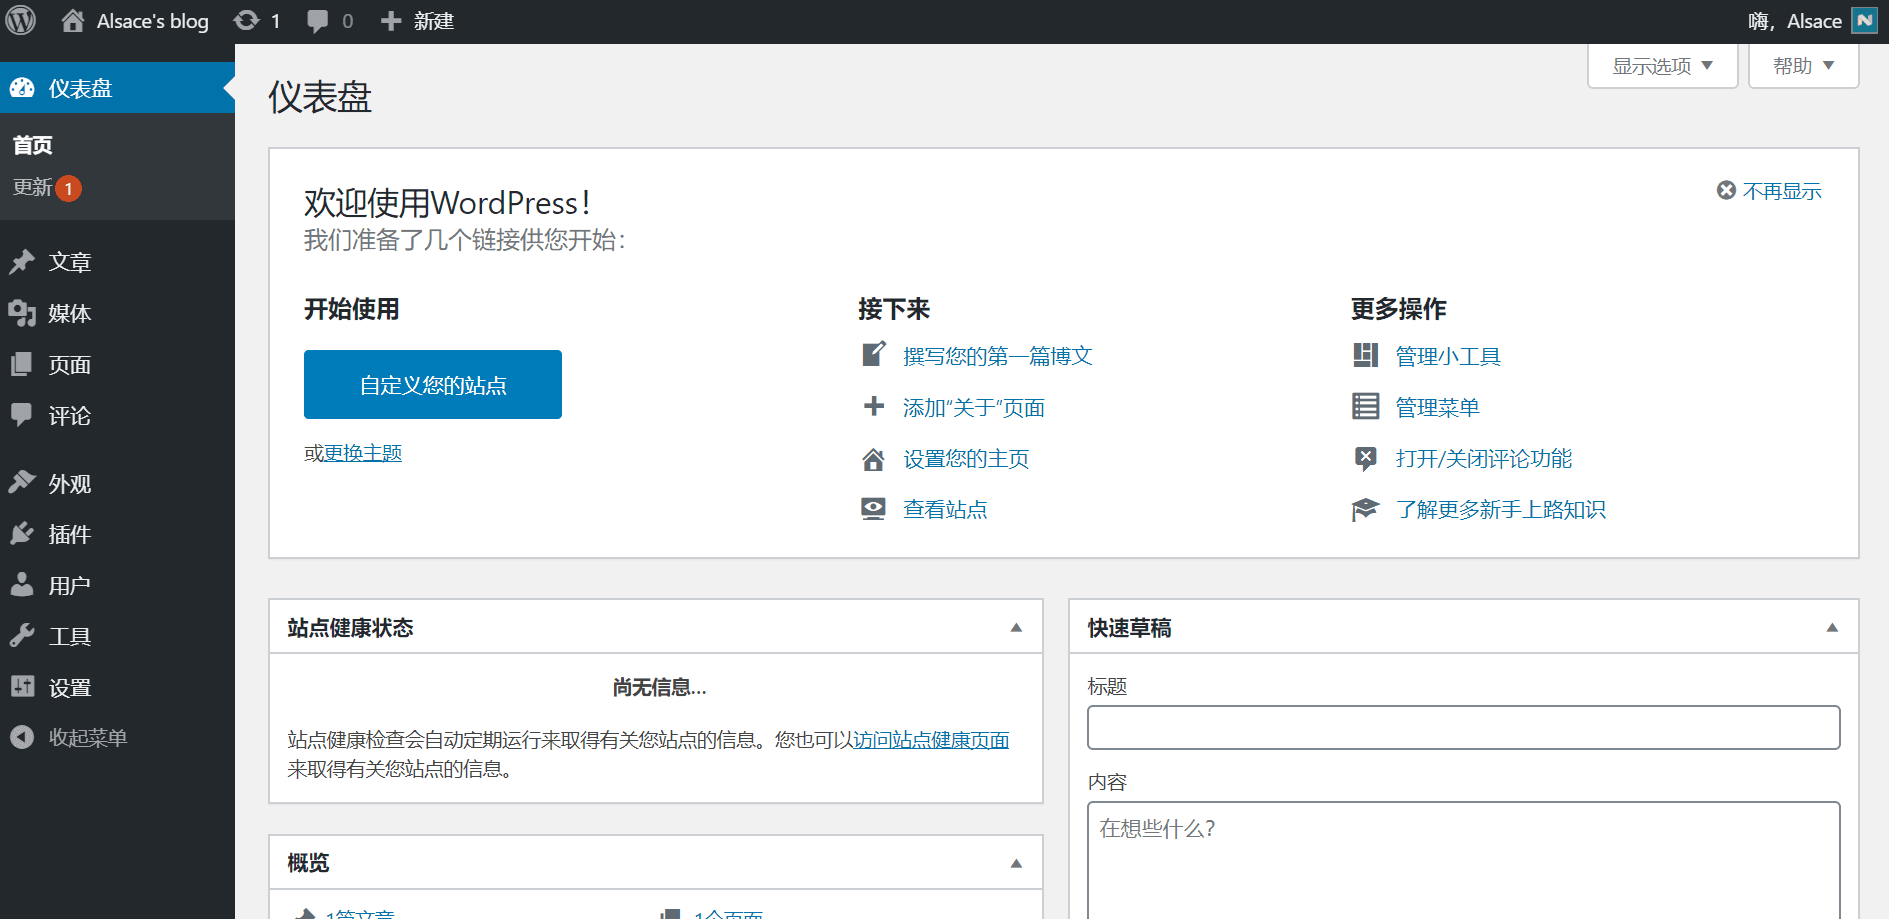 Alsace's blog 1 0 新建 嗨，Alsace
仪表盘
首页
更新 1
文章
媒体
页面
评论
外观
插件
用户
工具
设置
收起菜单
显示选项 帮助
仪表盘
欢迎使用WordPress！
不再显示
我们准备了几个链接供您开始：
开始使用
自定义您的站点
或更换主题
接下来
撰写您的第一篇博文
添加“关于”页面
设置您的主页
查看站点
更多操作
管理小工具
管理菜单
打开/关闭评论功能
了解更多新手上路知识
站点健康状态
尚无信息…
站点健康检查会自动定期运行来取得有关您站点的信息。您也可以访问站点健康页面
来取得有关您站点的信息。
概览
1篇文章 1个页面
快速草稿
标题
内容
在想些什么？